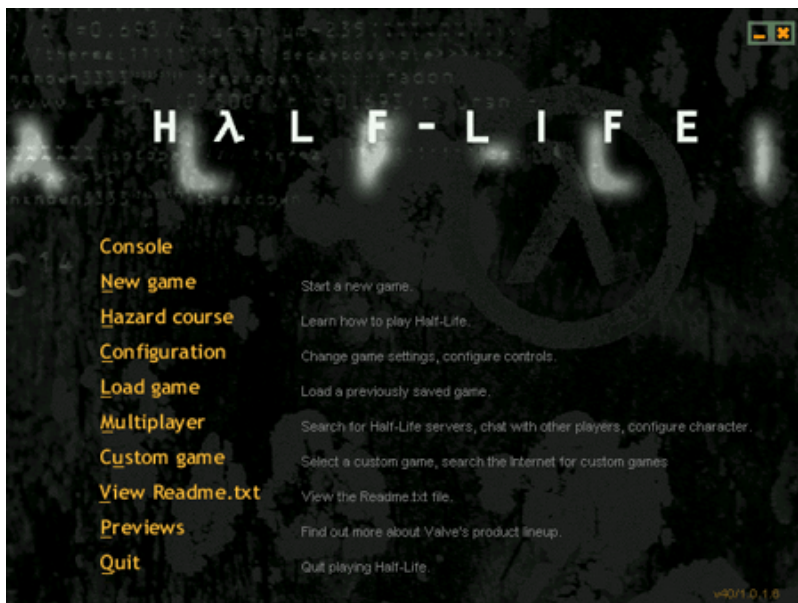 HλLF-LIFE
Console
New game Start a new game.
Hazard course Learn how to play Half-Life.
Configuration Change game settings, configure controls.
Load game Load a previously saved game.
Multiplayer Search for Half-Life servers, chat with other players, configure character.
Custom game Select a custom game, search the Internet for custom games
View Readme.txt View the Readme.txt file.
Previews Find out more about Valve's product lineup.
Quit Quit playing Half-Life.
v40/1.0.1.6